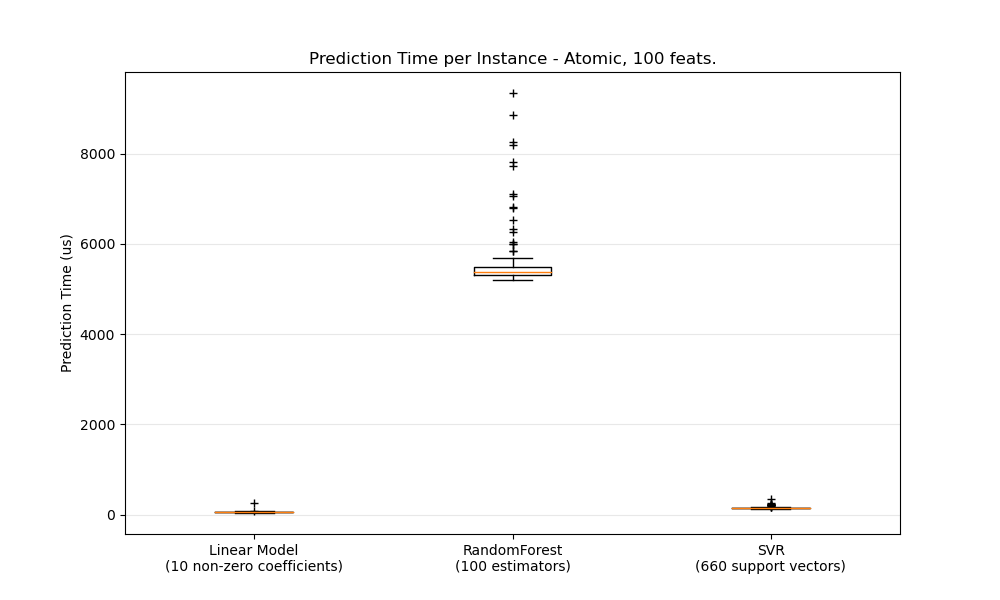 Prediction Time per Instance - Atomic, 100 feats.
Prediction Time (us)
8000
6000
4000
2000
0
Linear Model
(10 non-zero coefficients)
RandomForest
(100 estimators)
SVR
(660 support vectors)